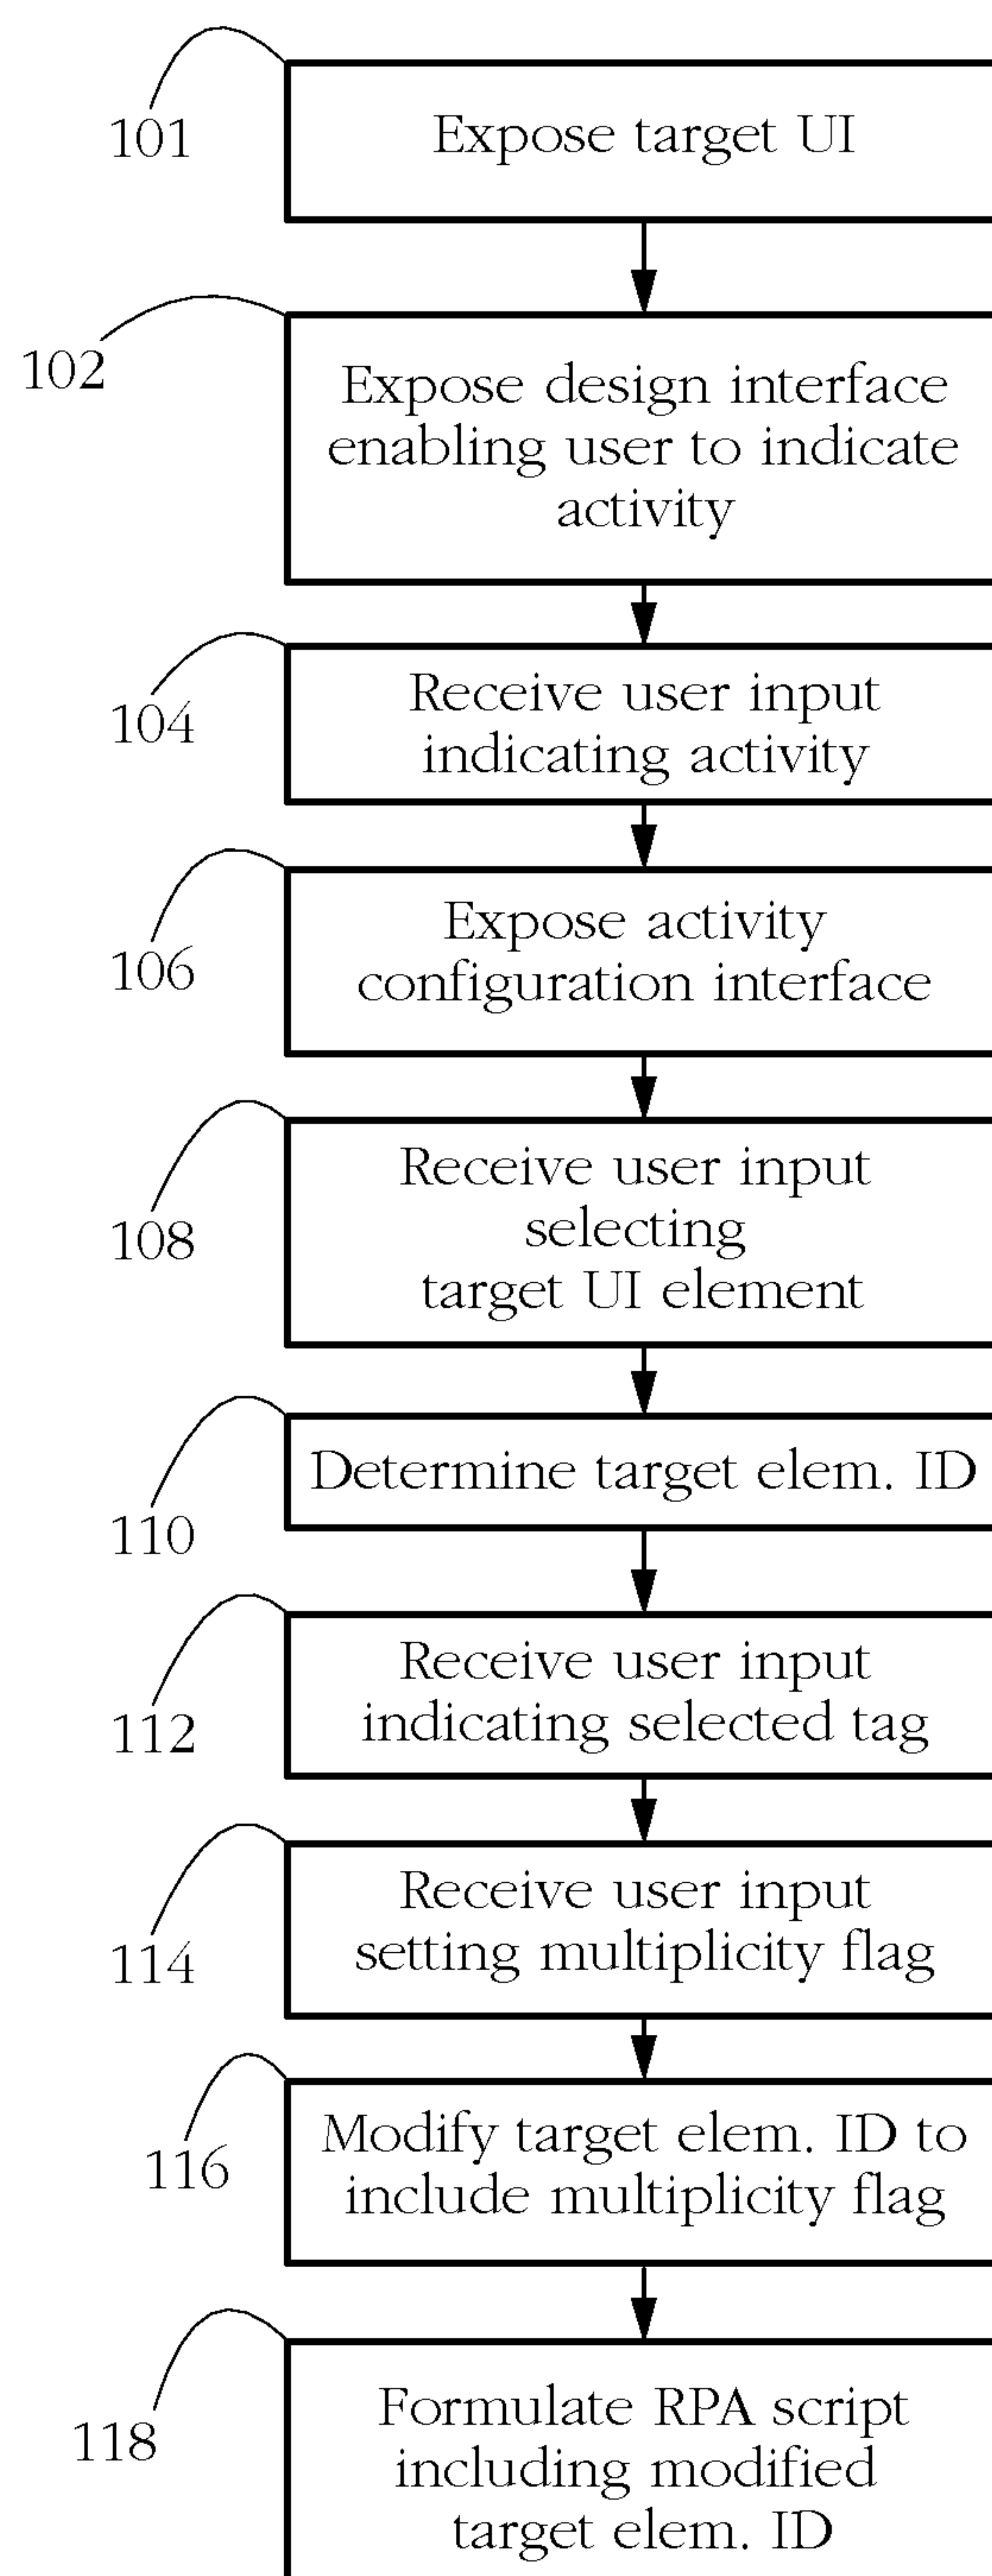 101
Expose target UI
102
Expose design interface
enabling user to indicate
activity
104
Receive user input
indicating activity
106
Expose activity
configuration interface
108
Receive user input
selecting
target UI element
110
Determine target elem. ID
112
Receive user input
indicating selected tag
114
Receive user input
setting multiplicity flag
116
Modify target elem. ID to
include multiplicity flag
118
Formulate RPA script
including modified
target elem. ID